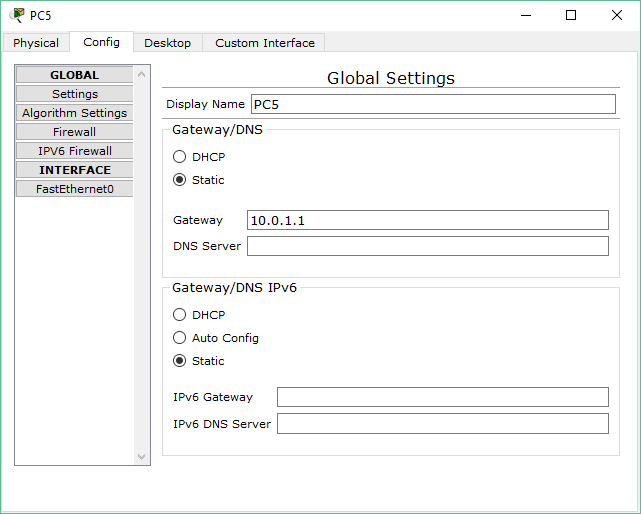 PC5
Physical Config Desktop Custom Interface
GLOBAL
Settings
Algorithm Settings
Firewall
IPV6 Firewall
INTERFACE
FastEthernet0
Global Settings
Display Name PC5
Gateway/DNS
DHCP
Static
Gateway 10.0.1.1
DNS Server
Gateway/DNS IPv6
DHCP
Auto Config
Static
IPv6 Gateway
IPv6 DNS Server